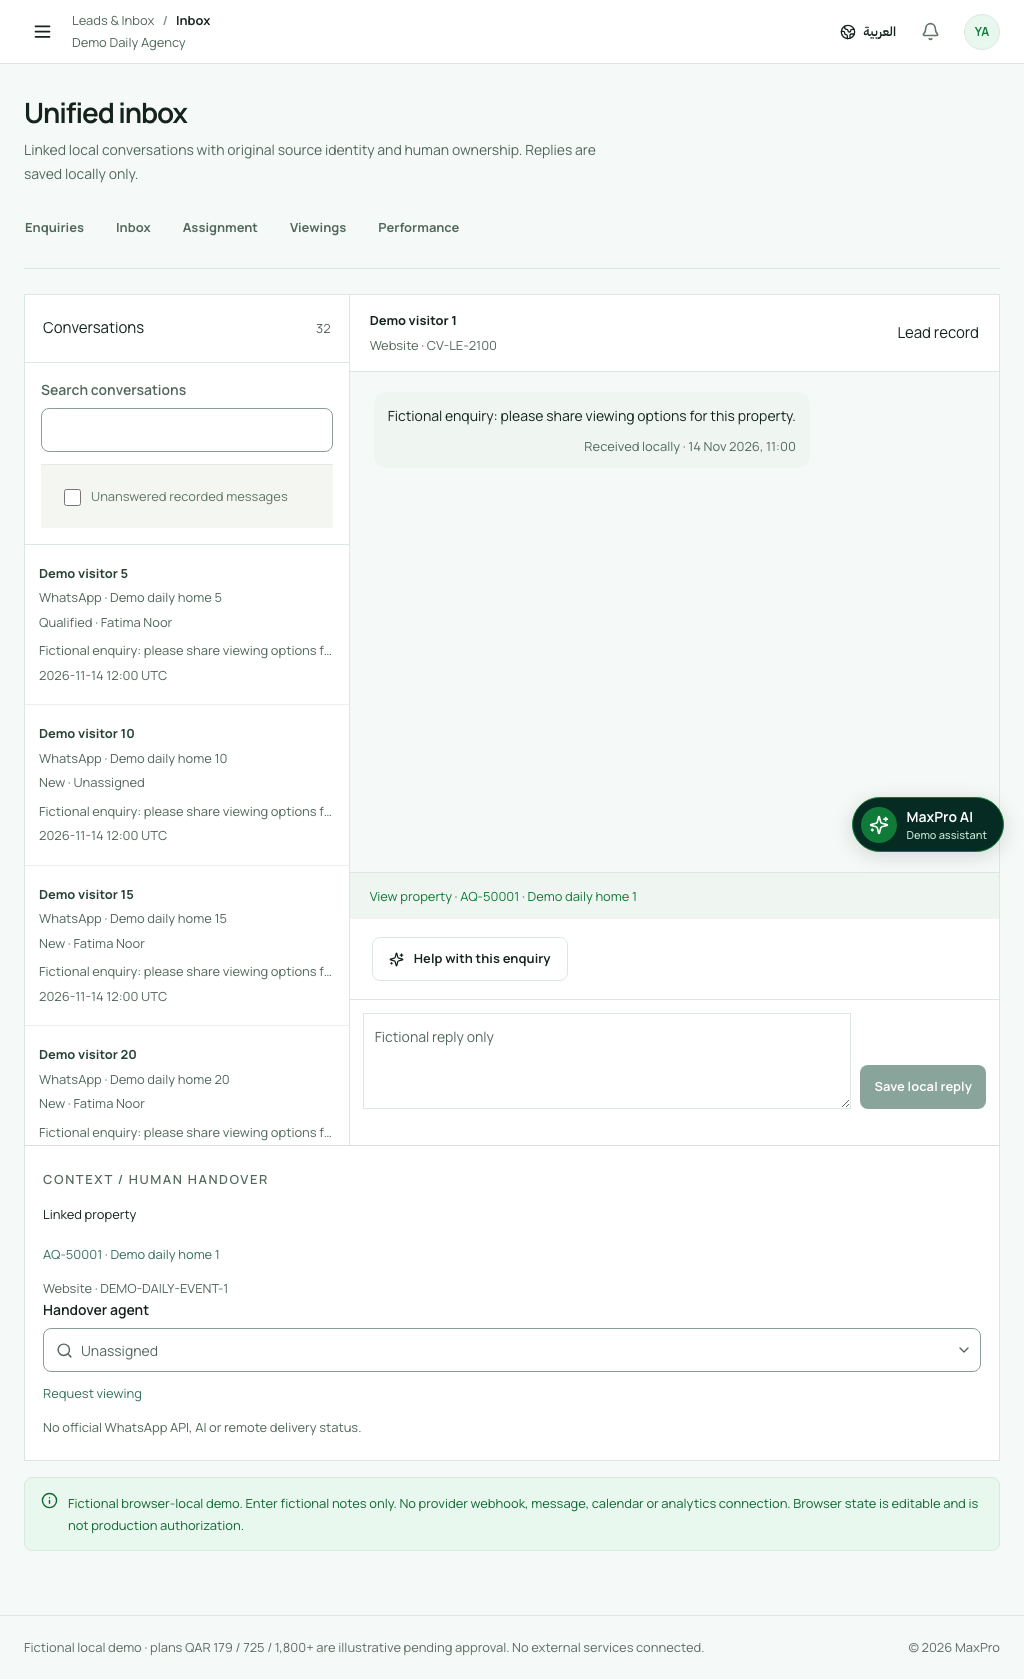 Leads & Inbox / Inbox
Demo Daily Agency
العربية
YA
Unified inbox
Linked local conversations with original source identity and human ownership. Replies are
saved locally only.
Enquiries Inbox Assignment Viewings Performance
Conversations 32
Search conversations
Unanswered recorded messages
Demo visitor 5
WhatsApp · Demo daily home 5
Qualified · Fatima Noor
Fictional enquiry: please share viewing options f...
2026-11-14 12:00 UTC
Demo visitor 10
WhatsApp · Demo daily home 10
New · Unassigned
Fictional enquiry: please share viewing options f...
2026-11-14 12:00 UTC
Demo visitor 15
WhatsApp · Demo daily home 15
New · Fatima Noor
Fictional enquiry: please share viewing options f...
2026-11-14 12:00 UTC
Demo visitor 20
WhatsApp · Demo daily home 20
New · Fatima Noor
Fictional enquiry: please share viewing options f...
Demo visitor 1
Website · CV-LE-2100
Lead record
Fictional enquiry: please share viewing options for this property.
Received locally · 14 Nov 2026, 11:00
MaxPro AI
Demo assistant
View property · AQ-50001 · Demo daily home 1
Help with this enquiry
Fictional reply only
Save local reply
CONTEXT / HUMAN HANDOVER
Linked property
AQ-50001 · Demo daily home 1
Website · DEMO-DAILY-EVENT-1
Handover agent
Unassigned
Request viewing
No official WhatsApp API, AI or remote delivery status.
Fictional browser-local demo. Enter fictional notes only. No provider webhook, message, calendar or analytics connection. Browser state is editable and is
not production authorization.
Fictional local demo · plans QAR 179 / 725 / 1,800+ are illustrative pending approval. No external services connected.
© 2026 MaxPro